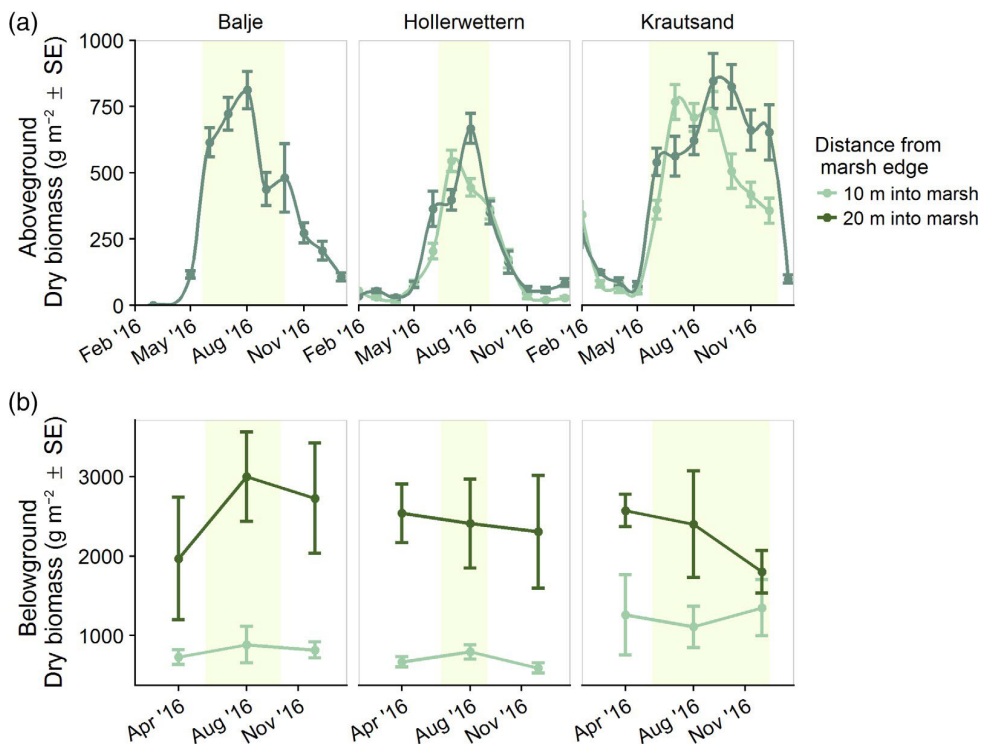 (a)
Balje
Hollerwettern
Krautsand
Aboveground
Dry biomass (g m⁻² ± SE)
1000
750
500
250
0
Feb '16
May '16
Aug '16
Nov '16
Feb '16
May '16
Aug '16
Nov '16
Feb '16
May '16
Aug '16
Nov '16
Distance from
marsh edge
10 m into marsh
20 m into marsh
(b)
Belowground
Dry biomass (g m⁻² ± SE)
3000
2000
1000
Apr '16
Aug '16
Nov '16
Apr '16
Aug '16
Nov '16
Apr '16
Aug '16
Nov '16